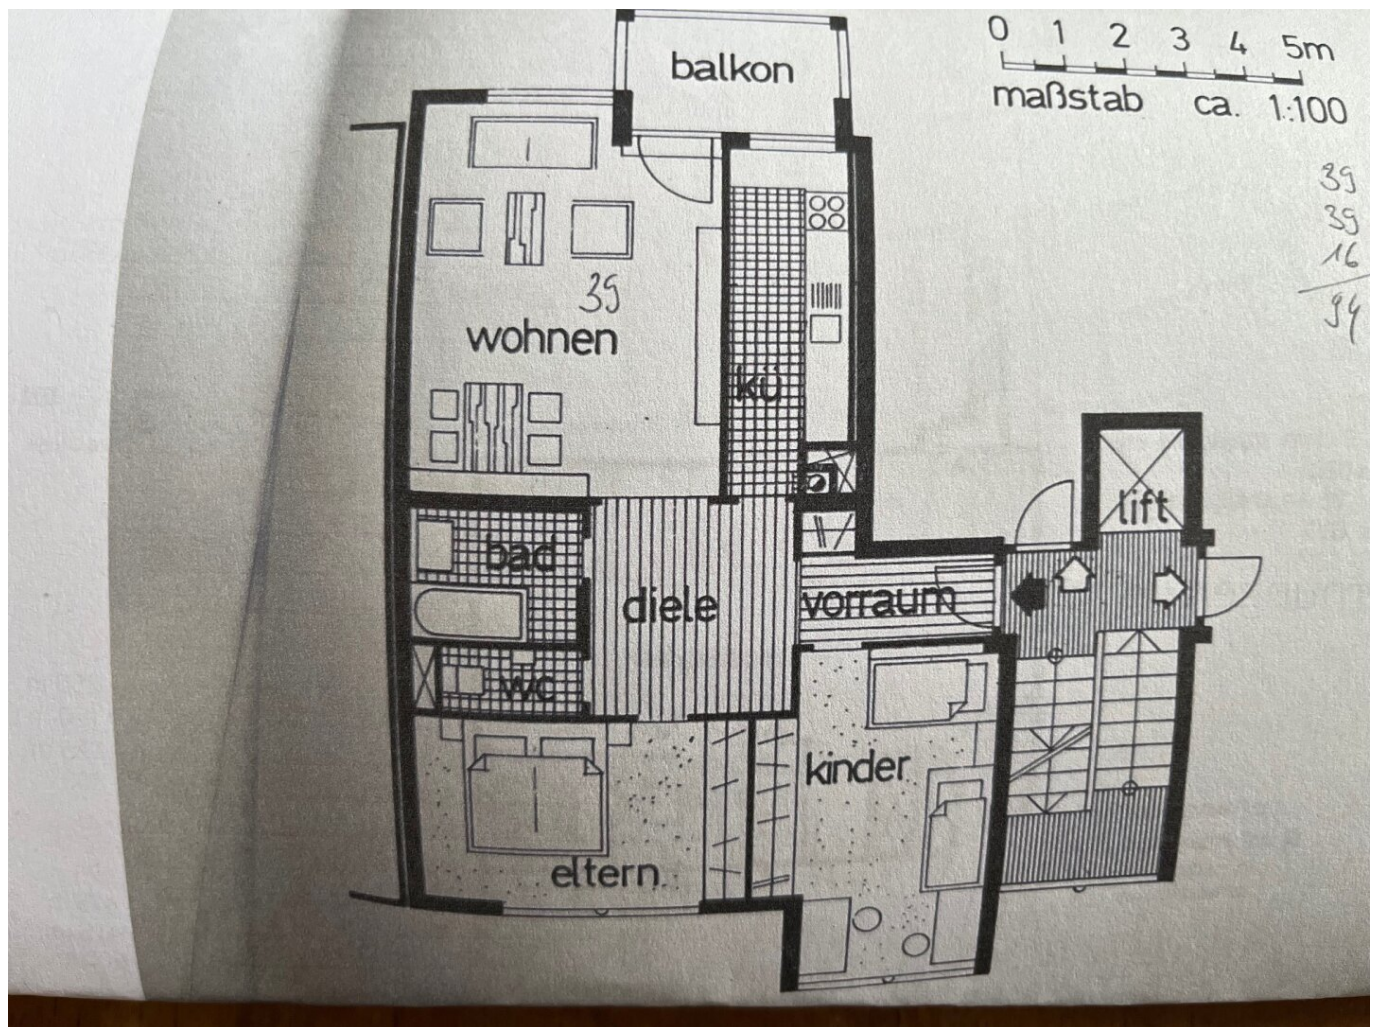 balkon
0 1 2 3 4 5m
maßstab ca. 1:100
39
39
16
94
39
wohnen
kü
lift
bad
diele
vorraum
wc
kinder
eltern